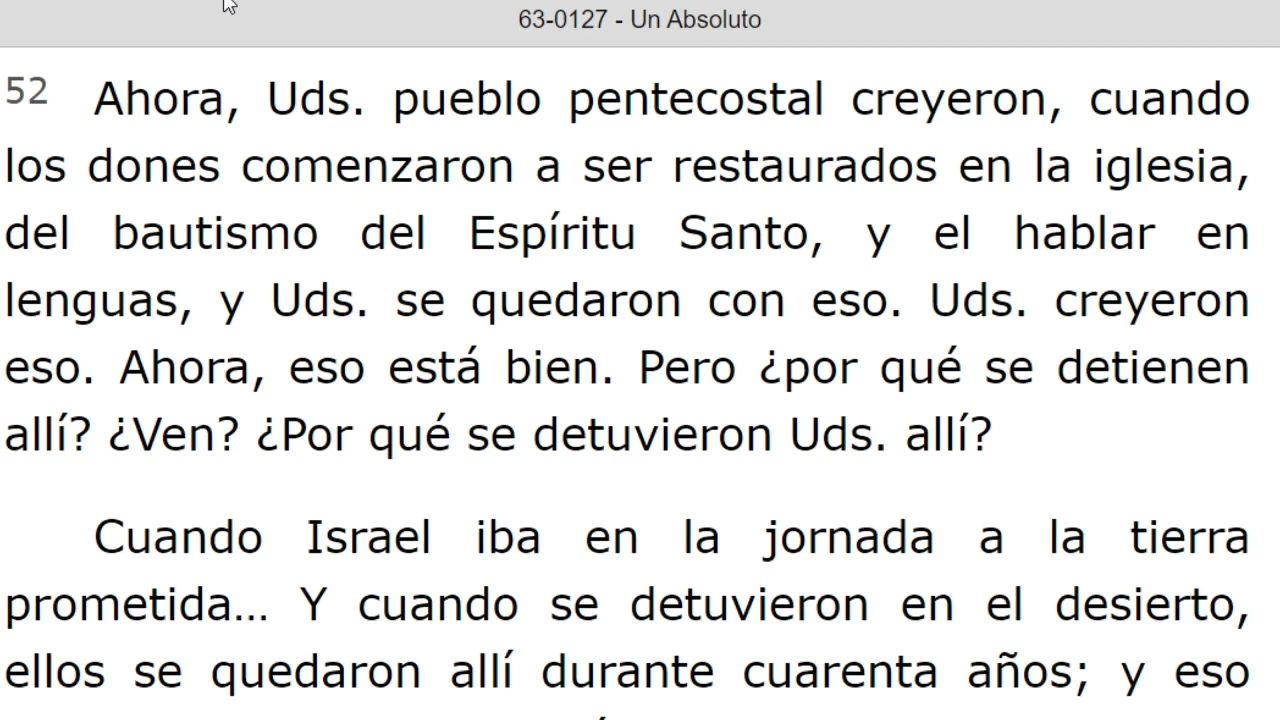 63-0127 - Un Absoluto
52 Ahora, Uds. pueblo pentecostal creyeron, cuando
los dones comenzaron a ser restaurados en la iglesia,
del bautismo del Espíritu Santo, y el hablar en
lenguas, y Uds. se quedaron con eso. Uds. creyeron
eso. Ahora, eso está bien. Pero ¿por qué se detienen
allí? ¿Ven? ¿Por qué se detuvieron Uds. allí?
Cuando Israel iba en la jornada a la tierra
prometida… Y cuando se detuvieron en el desierto,
ellos se quedaron allí durante cuarenta años; y eso